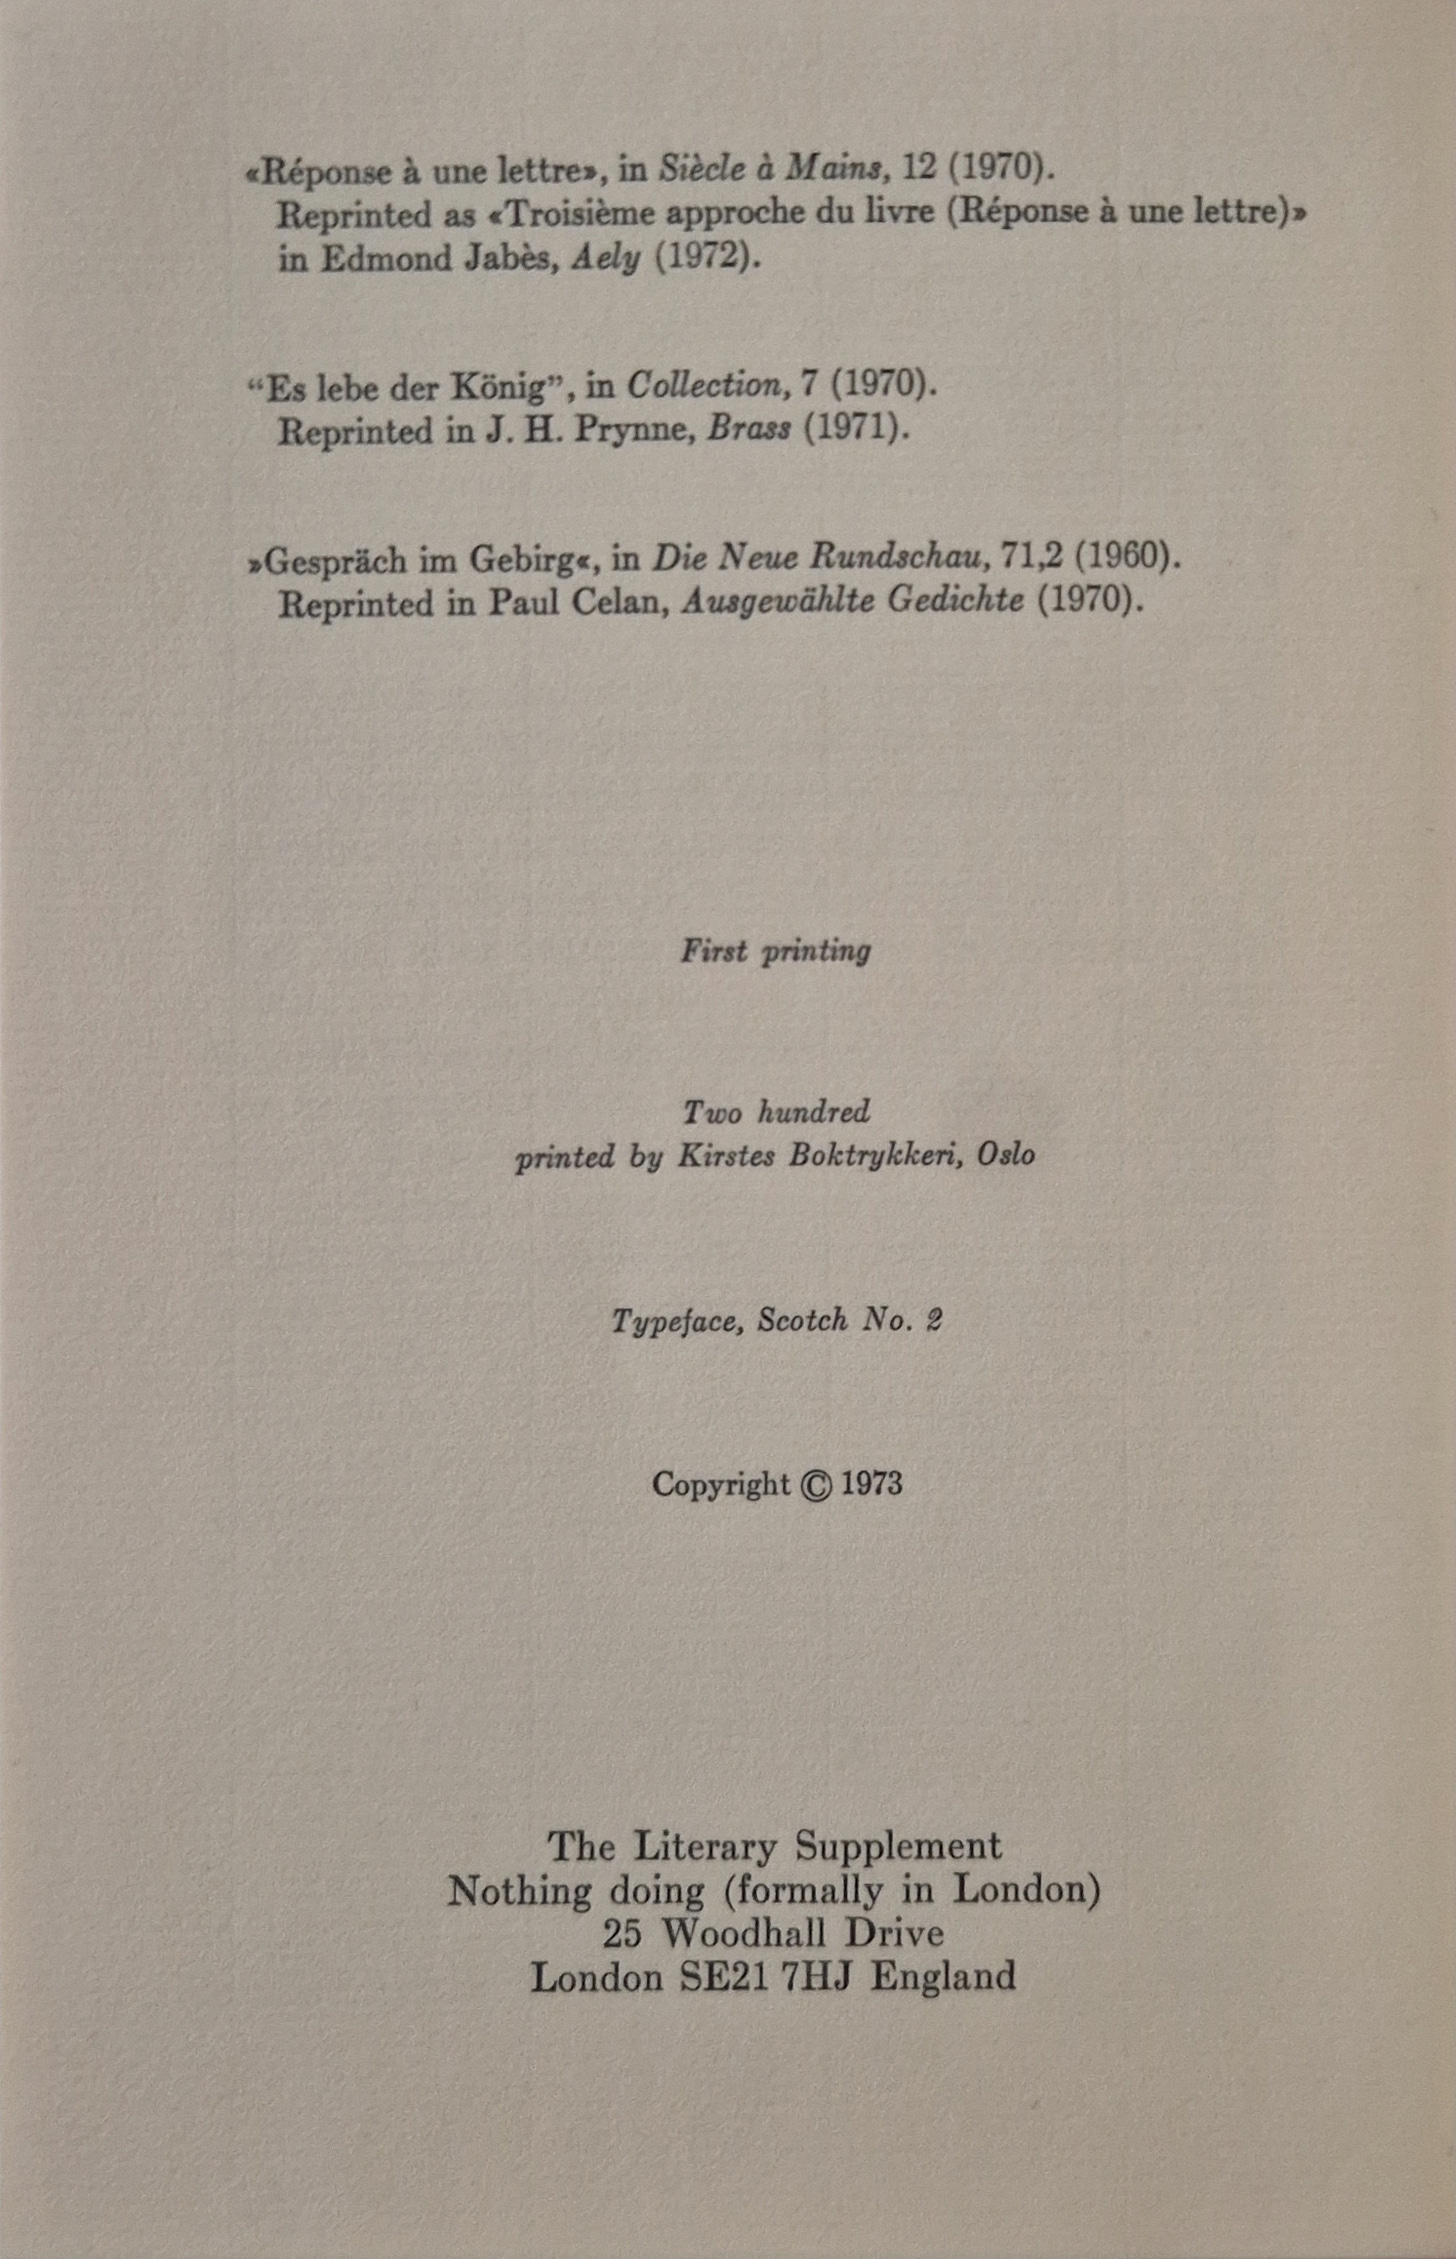 «Réponse à une lettre», in Siècle à Mains, 12 (1970).
Reprinted as «Troisième approche du livre (Réponse à une lettre)»
in Edmond Jabès, Aely (1972).
“Es lebe der König”, in Collection, 7 (1970).
Reprinted in J. H. Prynne, Brass (1971).
»Gespräch im Gebirg«, in Die Neue Rundschau, 71,2 (1960).
Reprinted in Paul Celan, Ausgewählte Gedichte (1970).
First printing
Two hundred
printed by Kirstes Boktrykkeri, Oslo
Typeface, Scotch No. 2
Copyright © 1973
The Literary Supplement
Nothing doing (formally in London)
25 Woodhall Drive
London SE21 7HJ England